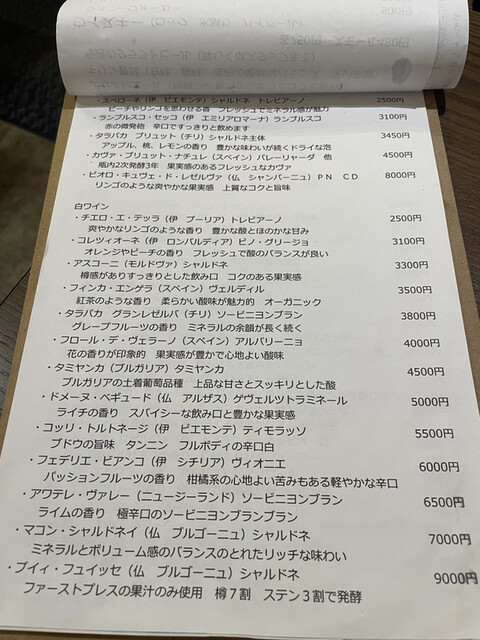 ・スペローネ（伊　ピエモンテ）シャルドネ　トレビアーノ　2500円
ピーチやリンゴを思わせる香　フレッシュでミネラル感が魅力
・ランブルスコ・セッコ（伊　エミリアロマーナ）ランブルスコ　3100円
赤の微発砲　辛口ですっきりと飲めます
・タラパカ　ブリュット（チリ）シャルドネ主体　3450円
アップル、桃、レモンの香り　豊かな味わいが続くドライな泡
・カヴァ・ブリュット・ナチュレ（スペイン）パレーリャーダ　他　4500円
瓶内2次発酵3年　果実感のあるフレッシュなカヴァ
・ピオロ・キュヴェ・ド・レゼルヴァ（仏　シャンパーニュ）ＰＮ　ＣＤ　8000円
リンゴのような爽やかな果実感　上質なコクと旨味
白ワイン
・チエロ・エ・テッラ（伊　プーリア）トレビアーノ　2500円
爽やかなリンゴのような香り　豊かな酸とほのかな甘み
・コレツィオーネ（伊　ロンバルディア）ピノ・グリージョ　3100円
オレンジやピーチの香り　フレッシュで酸のバランスが良い
・アスコーニ（モルドヴァ）シャルドネ　3300円
樽感がありすっきりとした飲み口　コクのある果実感
・フィンカ・エンゲラ（スペイン）ヴェルディル　3500円
紅茶のような香り　柔らかい酸味が魅力的　オーガニック
・タラパカ　グランレゼルバ（チリ）ソービニヨンブラン　3800円
グレープフルーツの香り　ミネラルの余韻が長く続く
・フロール・デ・ヴェラーノ（スペイン）アルバリーニョ　4000円
花の香りが印象的　果実感が豊かで心地よい酸味
・タミヤンカ（ブルガリア）タミヤンカ　4500円
ブルガリアの土着葡萄品種　上品な甘さとスッキリとした酸
・ドメーヌ・ベギュード（仏　アルザス）ゲヴェルツトラミネール　5000円
ライチの香り　スパイシーな飲み口と豊かな果実感
・コッリ・トルトネージ（伊　ピエモンテ）ティモラッソ　5500円
ブドウの旨味　タンニン　フルボディの辛口白
・フェデリエ・ビアンコ（伊　シチリア）ヴィオニエ　6000円
パッションフルーツの香り　柑橘系の心地よい苦みもある軽やかな辛口
・アワテレ・ヴァレー（ニュージーランド）ソービニヨンブラン　6500円
ライムの香り　極辛口のソービニヨンブランブラン
・マコン・シャルドネイ（仏　ブルゴーニュ）シャルドネ　7000円
ミネラルとボリューム感のバランスのとれたリッチな味わい
・プイィ・フュイッセ（仏　ブルゴーニュ）シャルドネ　9000円
ファーストプレスの果汁のみ使用　樽７割　ステン３割で発酵